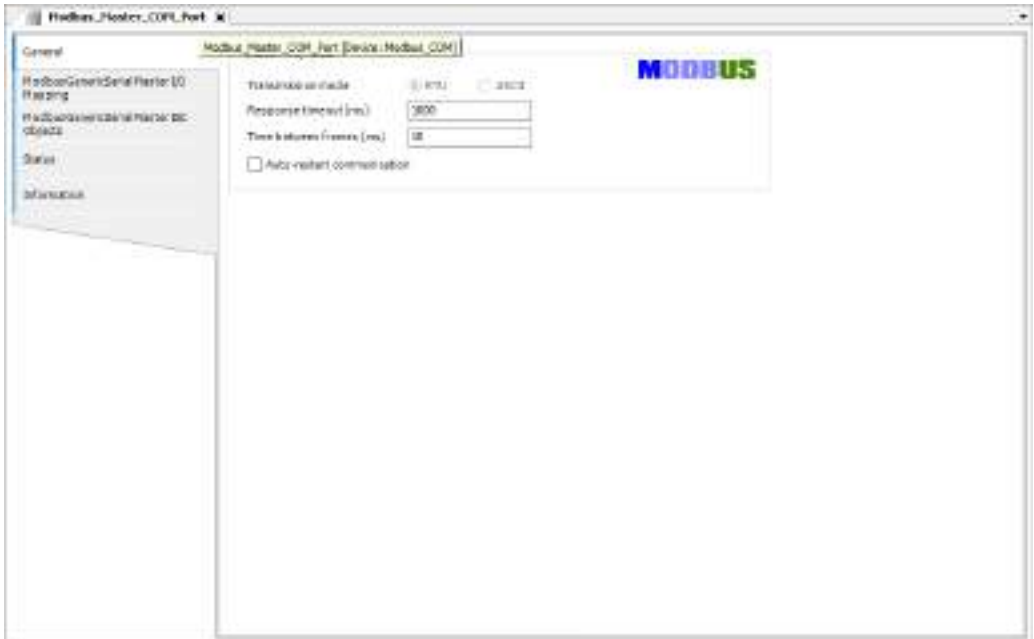 Modbus_Master_COM_Port
General
Modbus_Master_COM_Port [Device: Modbus_COM]
ModbusGenericSerialMaster I/O
Mapping
ModbusGenericSerialMaster IEC
Objects
Status
Information
MODBUS
Transmission mode RTU ASCII
Response timeout (ms) 1000
Time between frames (ms) 10
Auto-restart communication